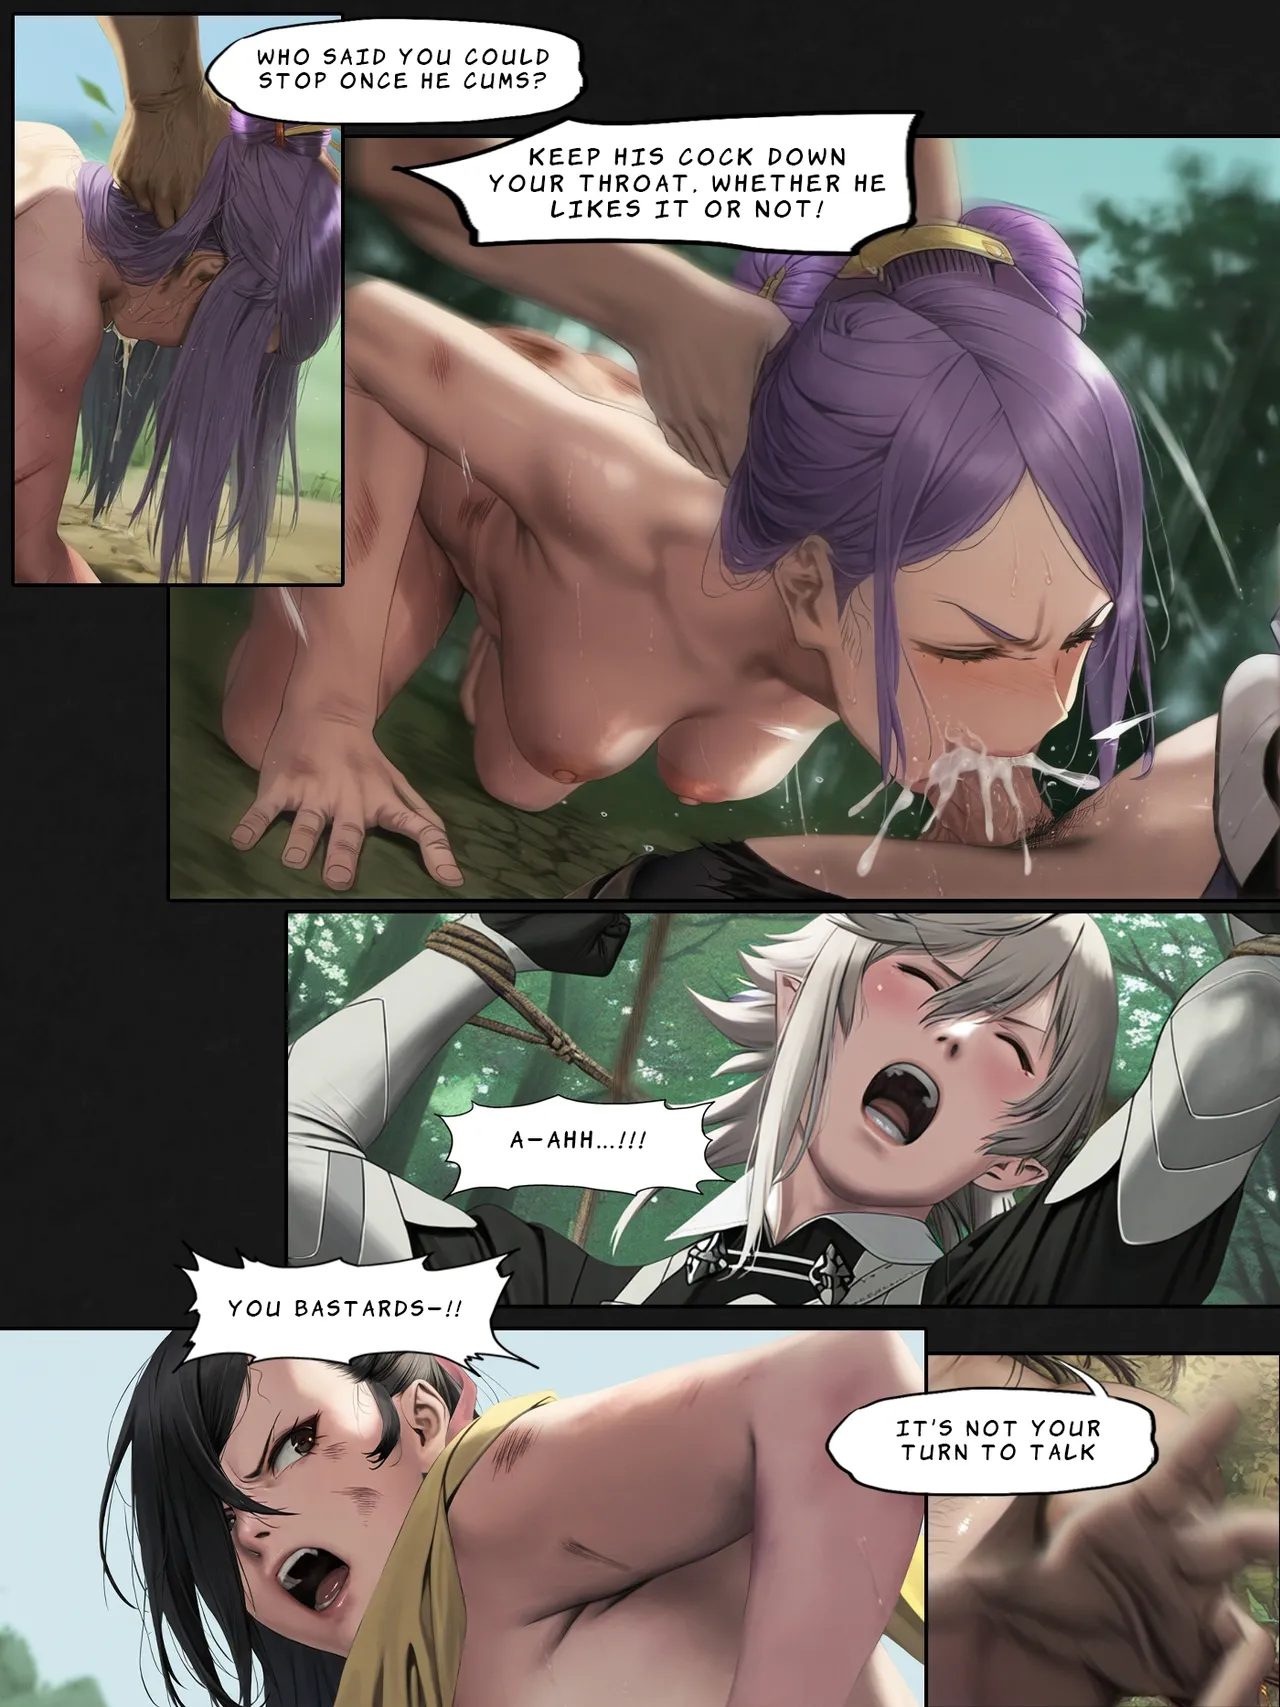 WHO SAID YOU COULD
STOP ONCE HE CUMS?
KEEP HIS COCK DOWN
YOUR THROAT, WHETHER HE
LIKES IT OR NOT!
A-AHH...!!!
YOU BASTARDS-!!
IT'S NOT YOUR
TURN TO TALK